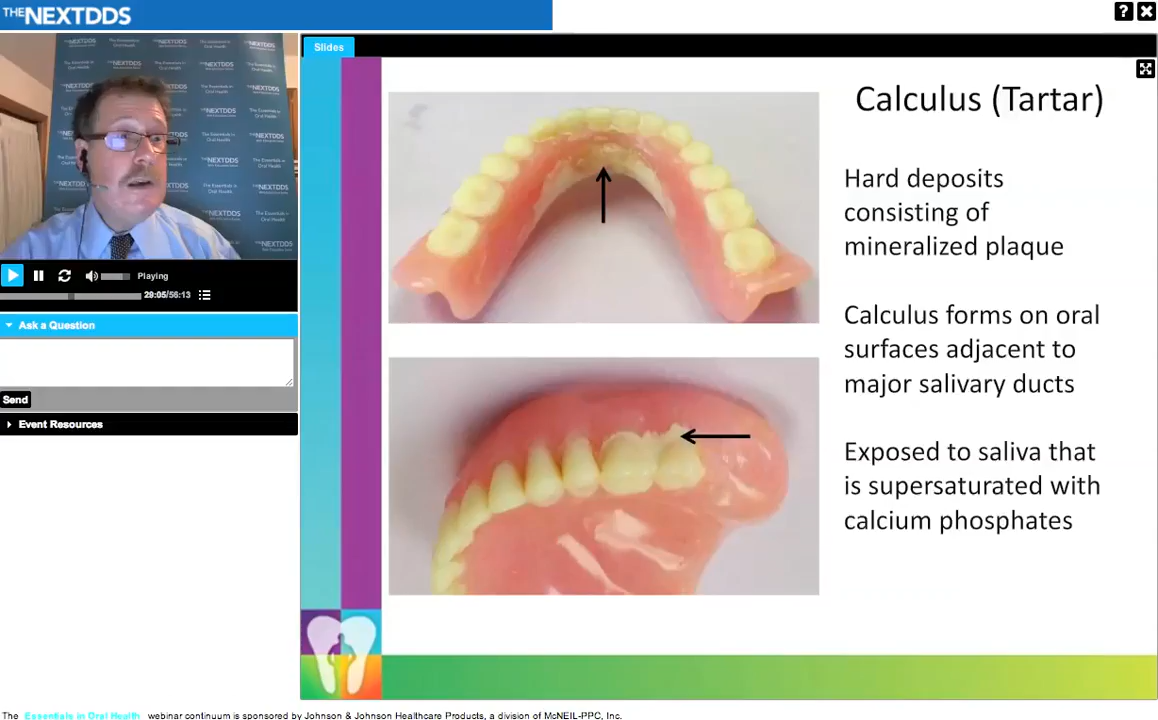 THE NEXTDDS
Slides
Calculus (Tartar)
Hard deposits
consisting of
mineralized plaque
Calculus forms on oral
surfaces adjacent to
major salivary ducts
Exposed to saliva that
is supersaturated with
calcium phosphates
Playing
29:05/56:13
Ask a Question
Send
Event Resources
The Essentials in Oral Health webinar continuum is sponsored by Johnson & Johnson Healthcare Products, a division of McNEIL-PPC, Inc.